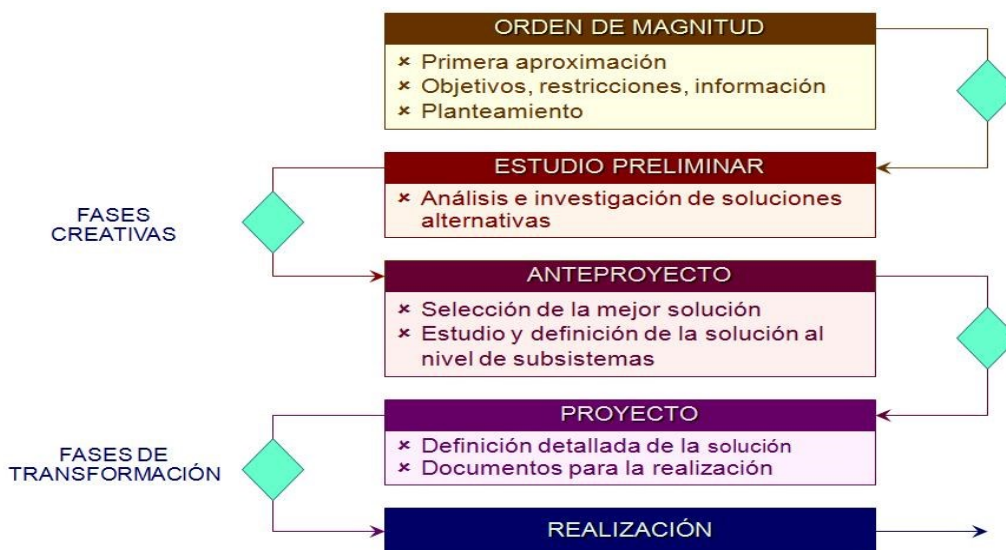 ORDEN DE MAGNITUD
× Primera aproximación
× Objetivos, restricciones, información
× Planteamiento
ESTUDIO PRELIMINAR
× Análisis e investigación de soluciones
alternativas
FASES
CREATIVAS
ANTEPROYECTO
× Selección de la mejor solución
× Estudio y definición de la solución al
nivel de subsistemas
PROYECTO
× Definición detallada de la solución
× Documentos para la realización
FASES DE
TRANSFORMACIÓN
REALIZACIÓN